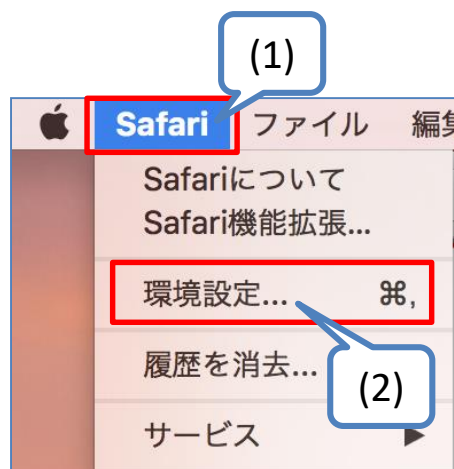 (1)
Safari ファイル 編集
Safariについて
Safari機能拡張...
環境設定... ⌘,
履歴を消去...
(2)
サービス ▶